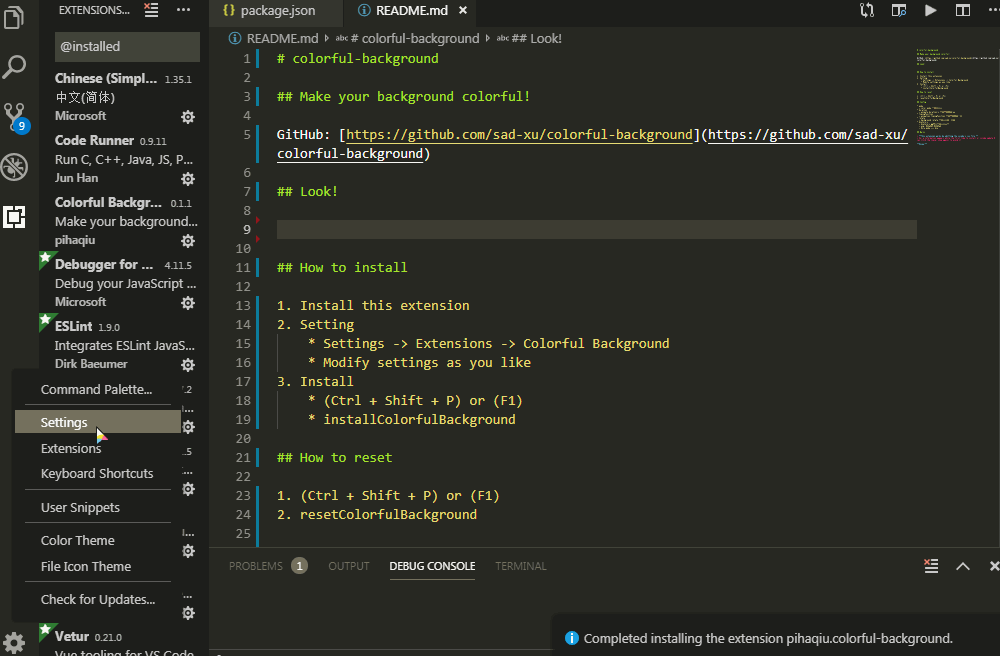 EXTENSIONS...
@installed
Chinese (Simpl... 1.35.1
中文(简体)
Microsoft
Code Runner 0.9.11
Run C, C++, Java, JS, P...
Jun Han
Colorful Backgr... 0.1.1
Make your background...
pihaqiu
Debugger for ... 4.11.5
Debug your JavaScript ...
Microsoft
ESLint 1.9.0
Integrates ESLint JavaS...
Dirk Baeumer
9
Command Palette...
Settings
Extensions
Keyboard Shortcuts
User Snippets
Color Theme
File Icon Theme
Check for Updates...
Vetur 0.21.0
Vue tooling for VS Code
{} package.json
README.md ×
README.md abc # colorful-background abc ## Look!
1 # colorful-background
2
3 ## Make your background colorful!
4
5 GitHub: [https://github.com/sad-xu/colorful-background](https://github.com/sad-xu/
colorful-background)
6
7 ## Look!
8
9
10
11 ## How to install
12
13 1. Install this extension
14 2. Setting
15 * Settings -> Extensions -> Colorful Background
16 * Modify settings as you like
17 3. Install
18 * (Ctrl + Shift + P) or (F1)
19 * installColorfulBackground
20
21 ## How to reset
22
23 1. (Ctrl + Shift + P) or (F1)
24 2. resetColorfulBackground
25
PROBLEMS 1 OUTPUT DEBUG CONSOLE TERMINAL
Completed installing the extension pihaqiu.colorful-background.